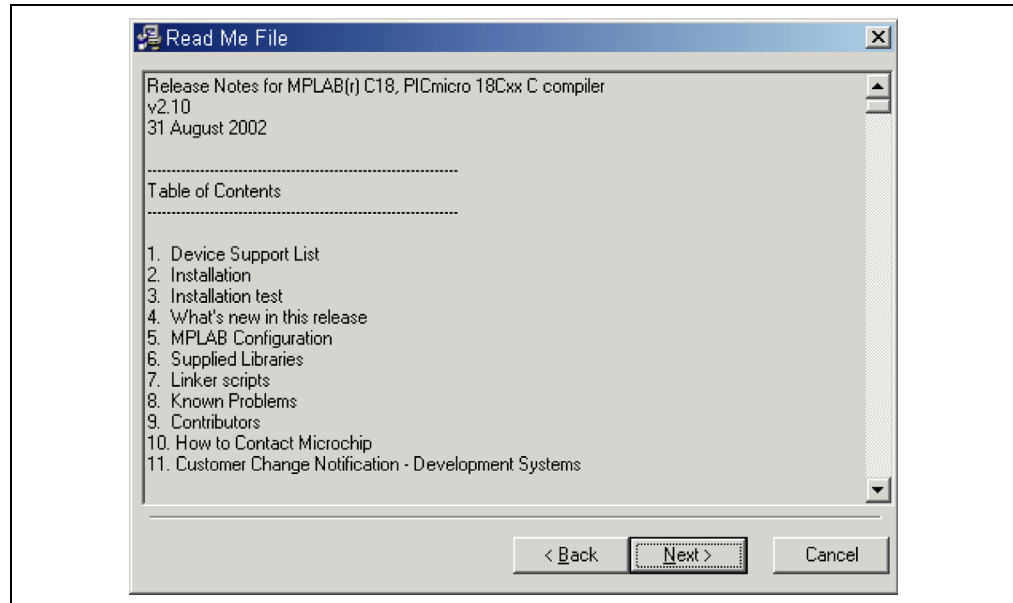 Read Me File
Release Notes for MPLAB(r) C18, PICmicro 18Cxx C compiler
v2.10
31 August 2002
----------------------------------------------------------------
Table of Contents
----------------------------------------------------------------
1. Device Support List
2. Installation
3. Installation test
4. What's new in this release
5. MPLAB Configuration
6. Supplied Libraries
7. Linker scripts
8. Known Problems
9. Contributors
10. How to Contact Microchip
11. Customer Change Notification - Development Systems
< Back Next > Cancel